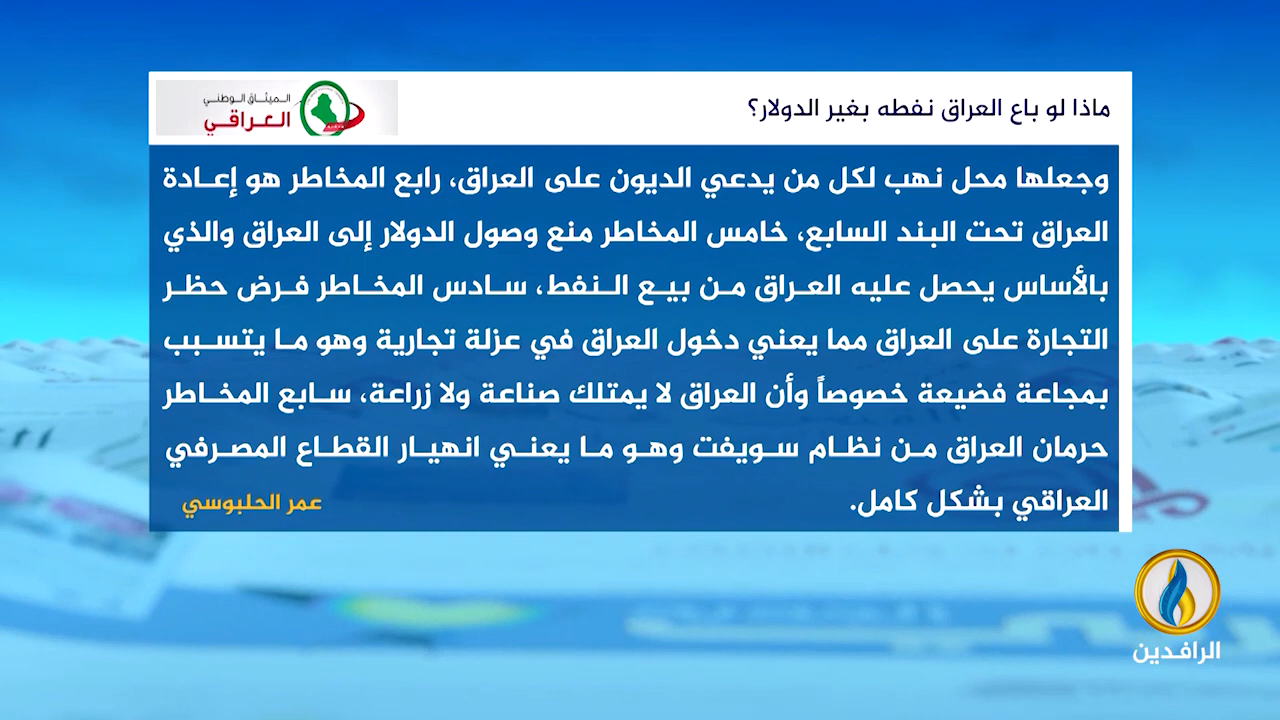 الميثاق الوطني
العراقي
ماذا لو باع العراق نفطه بغير الدولار؟
وجعلها محل نهب لكل من يدعي الديون على العراق، رابع المخاطر هو إعادة
العراق تحت البند السابع، خامس المخاطر منع وصول الدولار إلى العراق والذي
بالأساس يحصل عليه العراق من بيع النفط، سادس المخاطر فرض حظر
التجارة على العراق مما يعني دخول العراق في عزلة تجارية وهو ما يتسبب
بمجاعة فضيعة خصوصاً وأن العراق لا يمتلك صناعة ولا زراعة، سابع المخاطر
حرمان العراق من نظام سويفت وهو ما يعني انهيار القطاع المصرفي
العراقي بشكل كامل.
عمر الحلبوسي
الرافدين